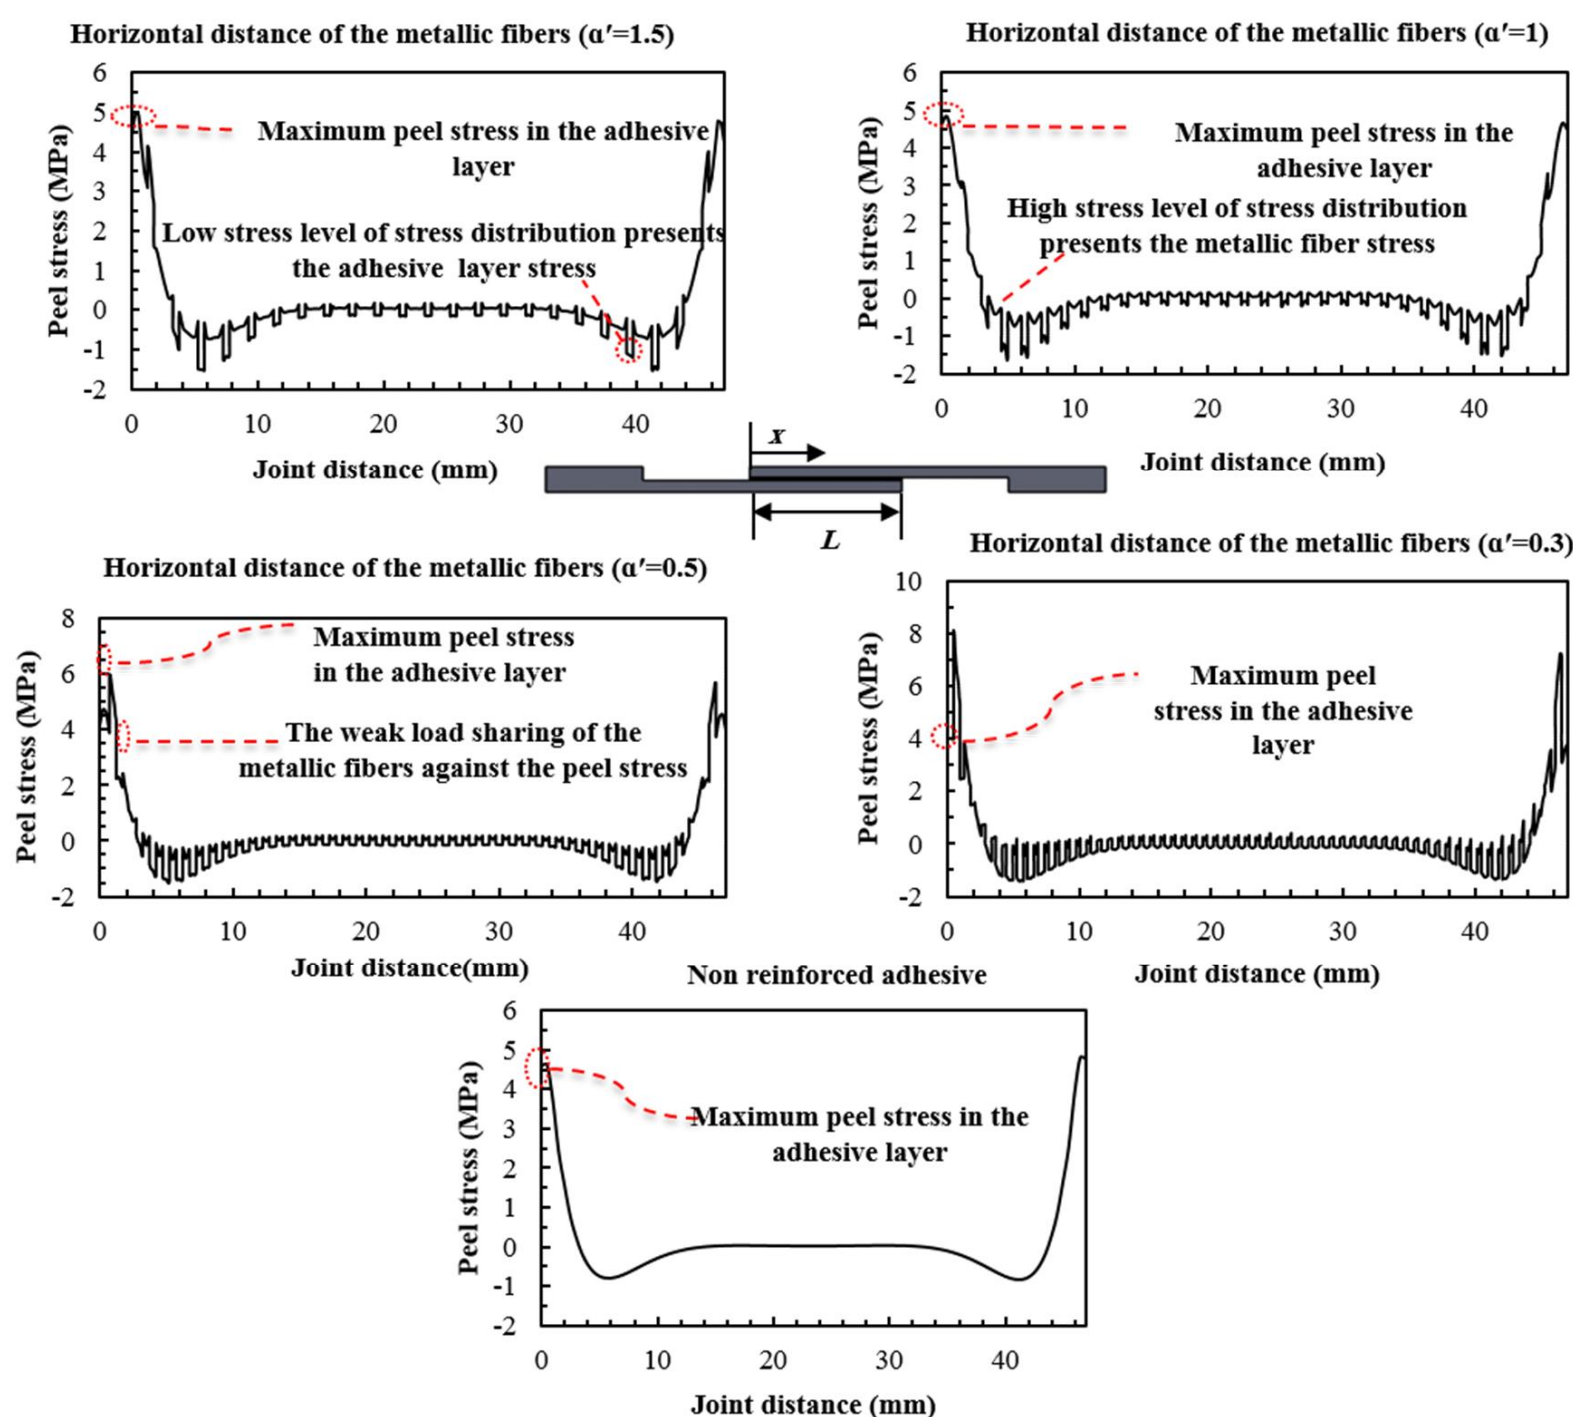 Horizontal distance of the metallic fibers (α′=1.5)
6
5
4
3
2
1
0
-1
-2
Peel stress (MPa)
Maximum peel stress in the adhesive
layer
Low stress level of stress distribution presents
the adhesive layer stress
0 10 20 30 40
Joint distance (mm)
Horizontal distance of the metallic fibers (α′=1)
6
5
4
3
2
1
0
-1
-2
Peel stress (MPa)
Maximum peel stress in the
adhesive layer
High stress level of stress distribution
presents the metallic fiber stress
0 10 20 30 40
Joint distance (mm)
x
L
Horizontal distance of the metallic fibers (α′=0.5)
8
6
4
2
0
-2
Peel stress (MPa)
Maximum peel stress
in the adhesive layer
The weak load sharing of the
metallic fibers against the peel stress
0 10 20 30 40
Joint distance(mm)
Horizontal distance of the metallic fibers (α′=0.3)
10
8
6
4
2
0
-2
Peel stress (MPa)
Maximum peel
stress in the adhesive
layer
0 10 20 30 40
Joint distance (mm)
Non reinforced adhesive
6
5
4
3
2
1
0
-1
-2
Peel stress (MPa)
Maximum peel stress in the
adhesive layer
0 10 20 30 40
Joint distance (mm)